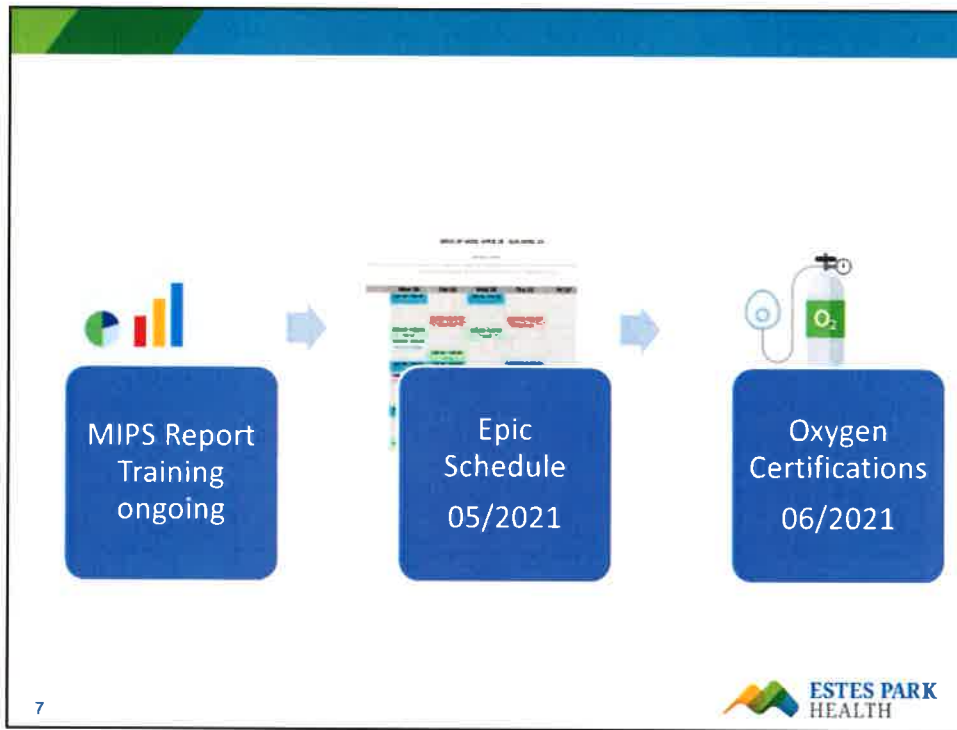 MIPS Report
Training
ongoing
Epic
Schedule
05/2021
O₂
Oxygen
Certifications
06/2021
7
ESTES PARK
HEALTH